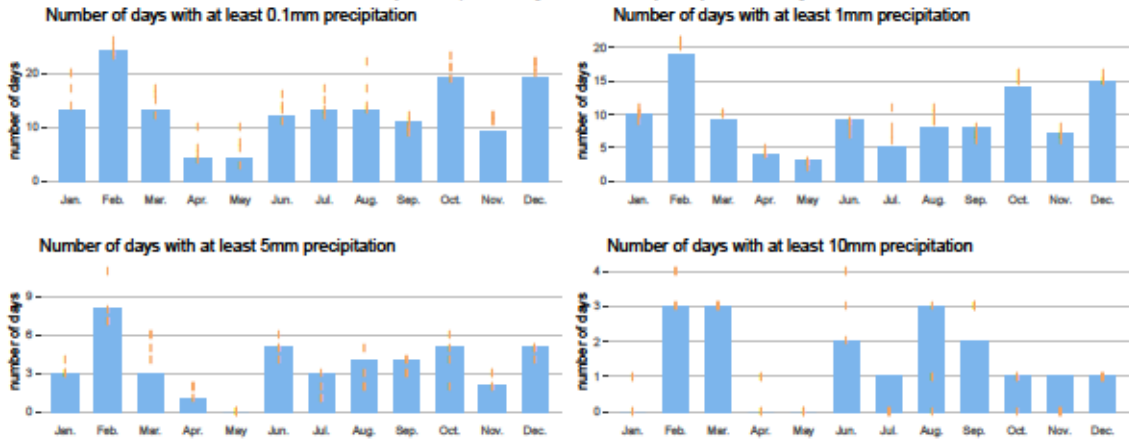 Number of days with at least 0.1mm precipitation
number of days
20
10
0
Jan. Feb. Mar. Apr. May Jun. Jul. Aug. Sep. Oct. Nov. Dec.
Number of days with at least 1mm precipitation
number of days
20
15
10
5
0
Jan. Feb. Mar. Apr. May Jun. Jul. Aug. Sep. Oct. Nov. Dec.
Number of days with at least 5mm precipitation
number of days
9
6
3
0
Jan. Feb. Mar. Apr. May Jun. Jul. Aug. Sep. Oct. Nov. Dec.
Number of days with at least 10mm precipitation
number of days
4
3
2
1
0
Jan. Feb. Mar. Apr. May Jun. Jul. Aug. Sep. Oct. Nov. Dec.